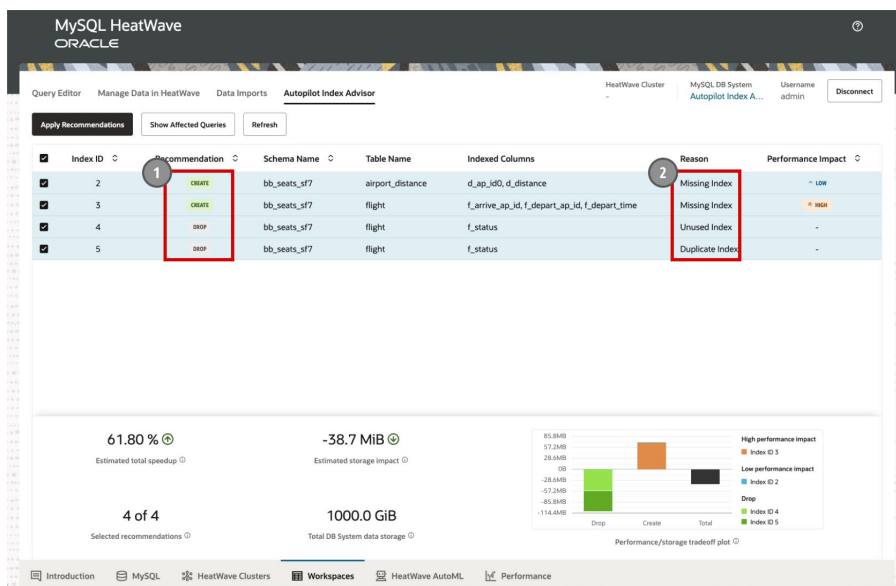 MySQL HeatWave
ORACLE
Query Editor Manage Data in HeatWave Data Imports Autopilot Index Advisor
HeatWave Cluster
-
MySQL DB System
Autopilot Index A...
Username
admin
Disconnect
Apply Recommendations Show Affected Queries Refresh
Index ID Recommendation Schema Name Table Name Indexed Columns Reason Performance Impact
1
2
2 CREATE bb_seats_sf7 airport_distance d_ap_id0, d_distance Missing Index LOW
3 CREATE bb_seats_sf7 flight f_arrive_ap_id, f_depart_ap_id, f_depart_time Missing Index HIGH
4 DROP bb_seats_sf7 flight f_status Unused Index -
5 DROP bb_seats_sf7 flight f_status Duplicate Index -
61.80 %
Estimated total speedup
-38.7 MiB
Estimated storage impact
4 of 4
Selected recommendations
1000.0 GiB
Total DB System data storage
85.8MB
57.2MB
28.6MB
0B
-28.6MB
-57.2MB
-85.8MB
-114.4MB
Drop Create Total
High performance impact
Index ID 3
Low performance impact
Index ID 2
Drop
Index ID 4
Index ID 5
Performance/storage tradeoff plot
Introduction MySQL HeatWave Clusters Workspaces HeatWave AutoML Performance